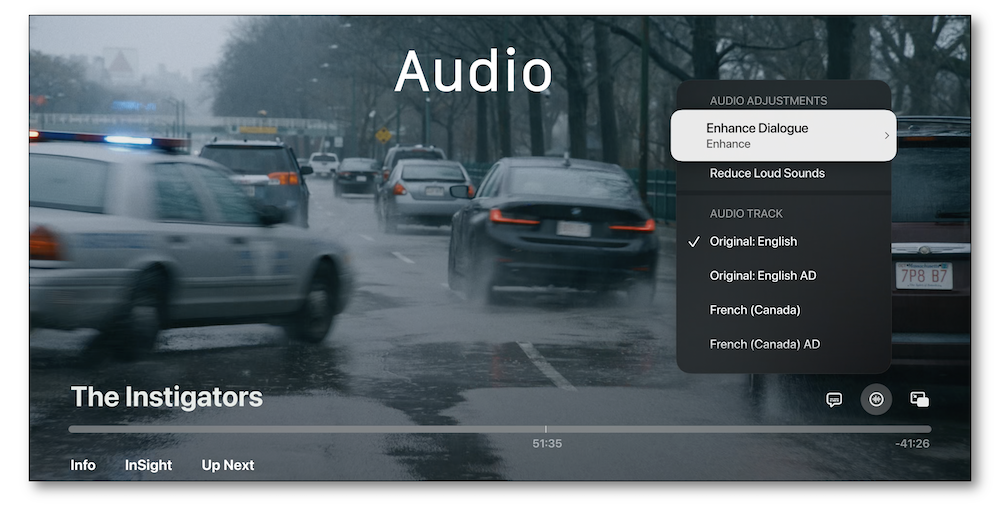 Audio
AUDIO ADJUSTMENTS
Enhance Dialogue
Enhance
Reduce Loud Sounds
AUDIO TRACK
Original: English
Original: English AD
French (Canada)
French (Canada) AD
7P8 B7
The Instigators
51:35
-41:26
Info
InSight
Up Next